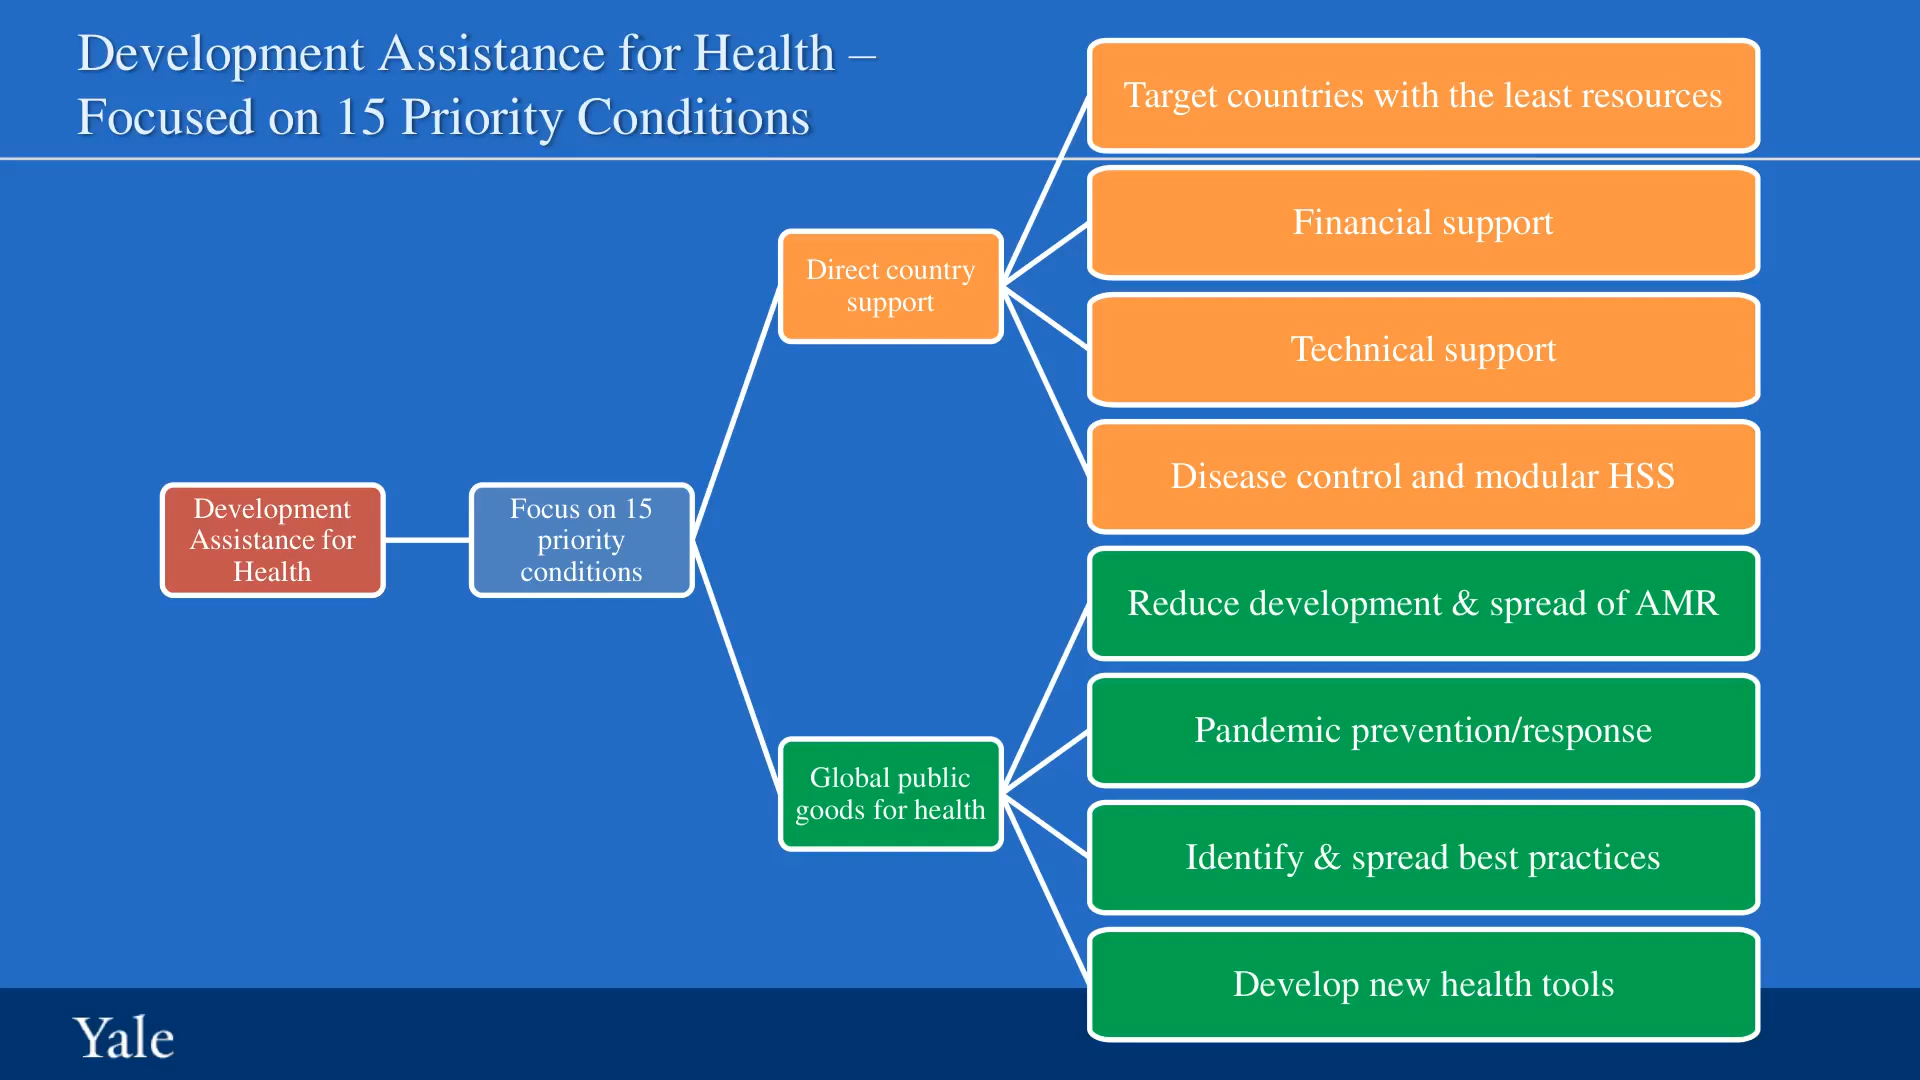 Development Assistance for Health –
Focused on 15 Priority Conditions
Development
Assistance for
Health
Focus on 15
priority
conditions
Direct country
support
Target countries with the least resources
Financial support
Technical support
Disease control and modular HSS
Global public
goods for health
Reduce development & spread of AMR
Pandemic prevention/response
Identify & spread best practices
Develop new health tools
Yale